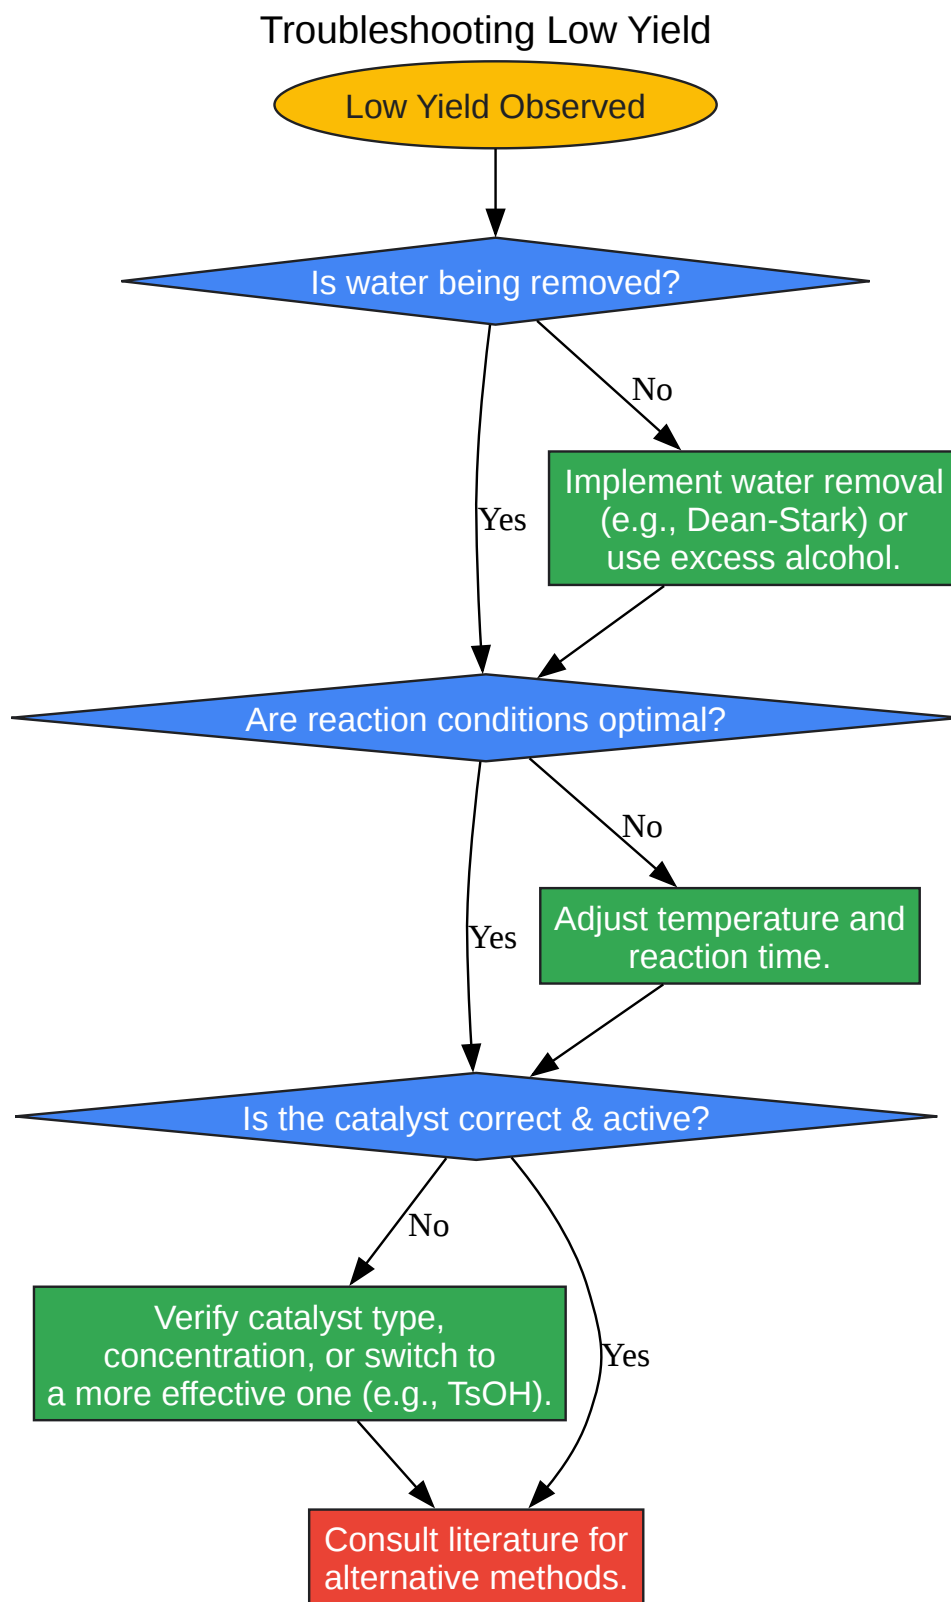 Troubleshooting Low Yield
Low Yield Observed
Is water being removed?
No
Implement water removal
(e.g., Dean-Stark) or
use excess alcohol.
Yes
Are reaction conditions optimal?
No
Adjust temperature and
reaction time.
Yes
Is the catalyst correct & active?
No
Verify catalyst type,
concentration, or switch to
a more effective one (e.g., TsOH).
Yes
Consult literature for
alternative methods.